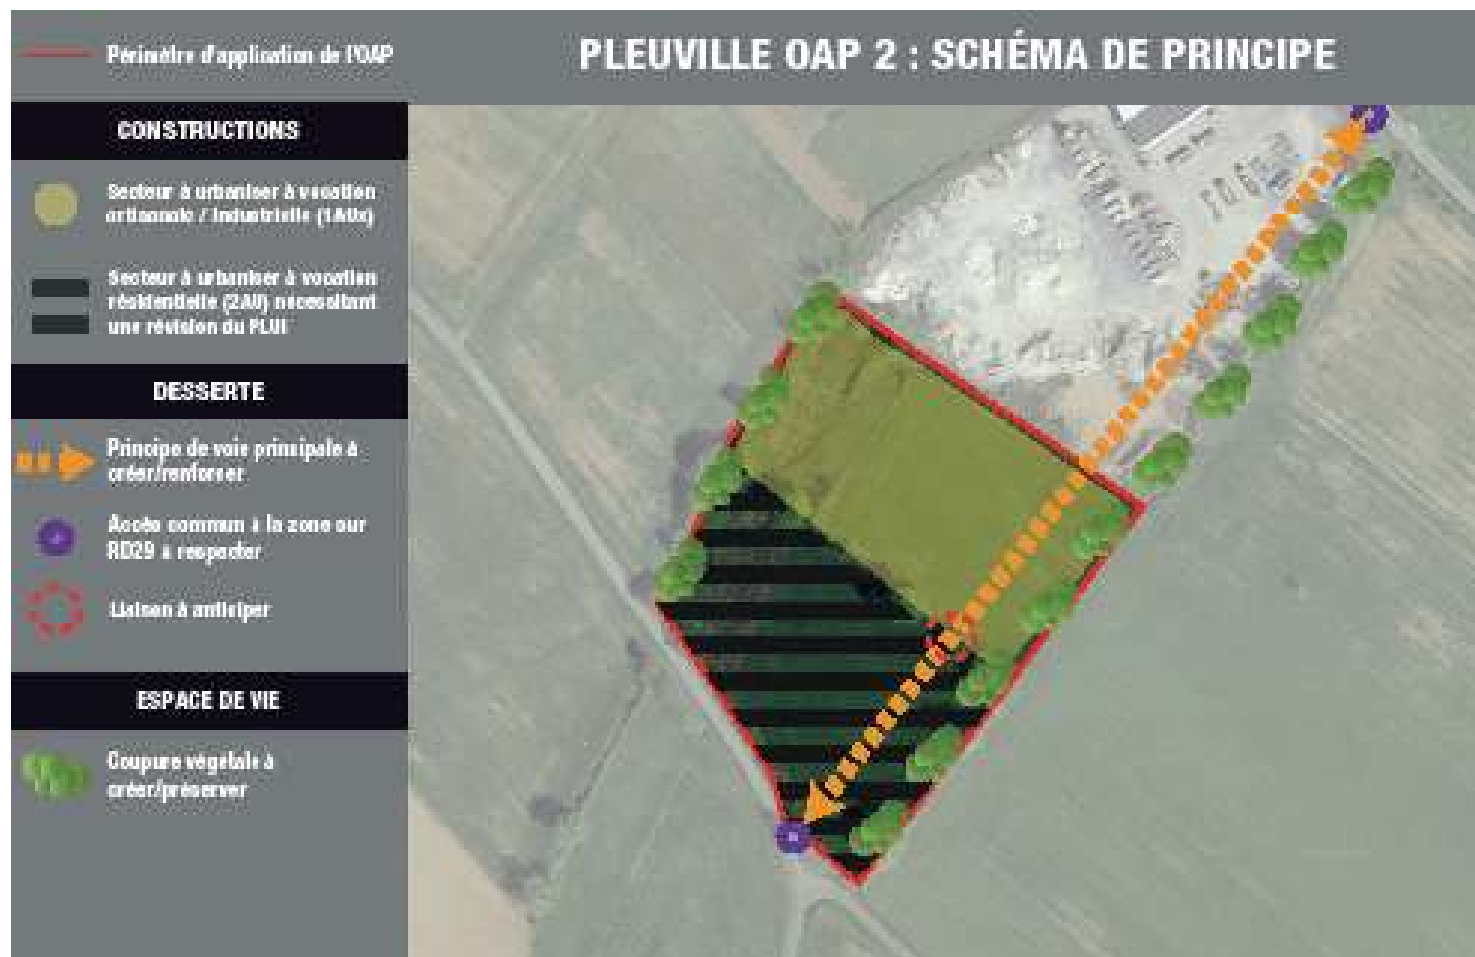 Périmètre d'application de l'OAP
PLEUVILLE OAP 2 : SCHÉMA DE PRINCIPE
CONSTRUCTIONS
Secteur à urbaniser à vocation
artisanale / industrielle (1AUx)
Secteur à urbaniser à vocation
résidentielle (2AU) nécessitant
une révision du PLUI
DESSERTE
Principe de voie principale à
créer/renforcer
Accès commun à la zone sur
RD29 à respecter
Liaison à anticiper
ESPACE DE VIE
Coupure végétale à
créer/préserver